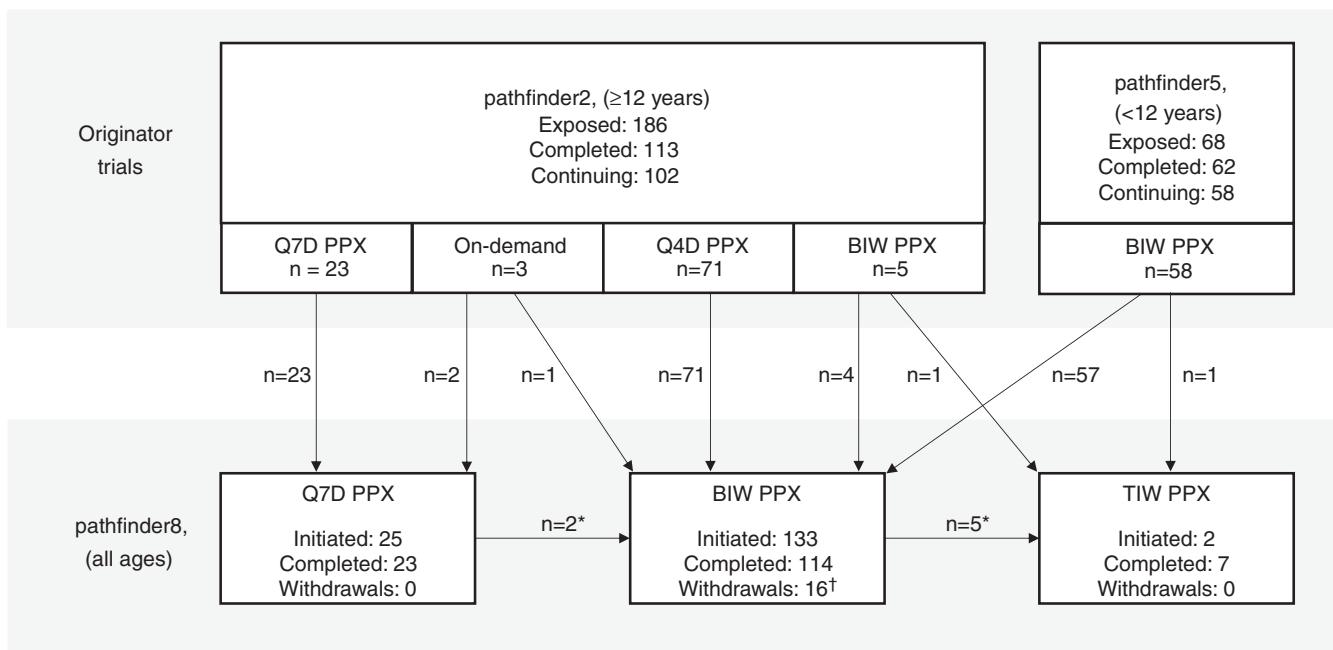 Originator
trials
pathfinder2, (≥12 years)
Exposed: 186
Completed: 113
Continuing: 102
pathfinder5,
(<12 years)
Exposed: 68
Completed: 62
Continuing: 58
Q7D PPX
n = 23
On-demand
n=3
Q4D PPX
n=71
BIW PPX
n=5
BIW PPX
n=58
n=23
n=2
n=1
n=71
n=4
n=1
n=57
n=1
pathfinder8,
(all ages)
Q7D PPX
Initiated: 25
Completed: 23
Withdrawals: 0
n=2*
BIW PPX
Initiated: 133
Completed: 114
Withdrawals: 16†
n=5*
TIW PPX
Initiated: 2
Completed: 7
Withdrawals: 0